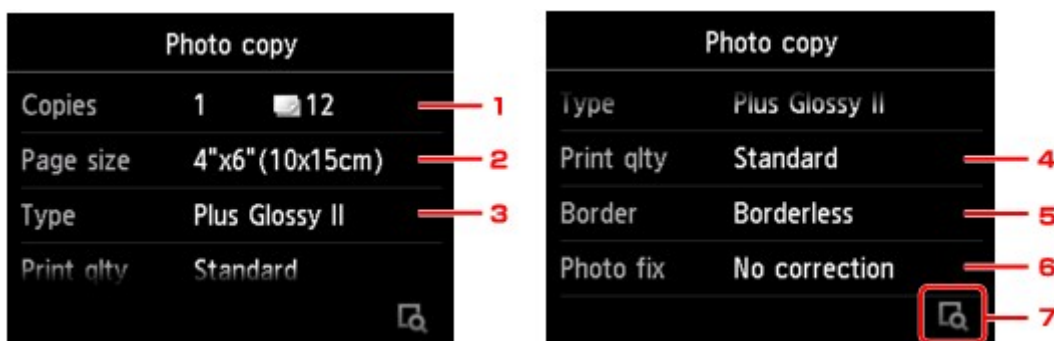 Photo copy
Copies 1 12 1
Page size 4"x6"(10x15cm) 2
Type Plus Glossy II 3
Print qlty Standard
Photo copy
Type Plus Glossy II
Print qlty Standard 4
Border Borderless 5
Photo fix No correction 6
7